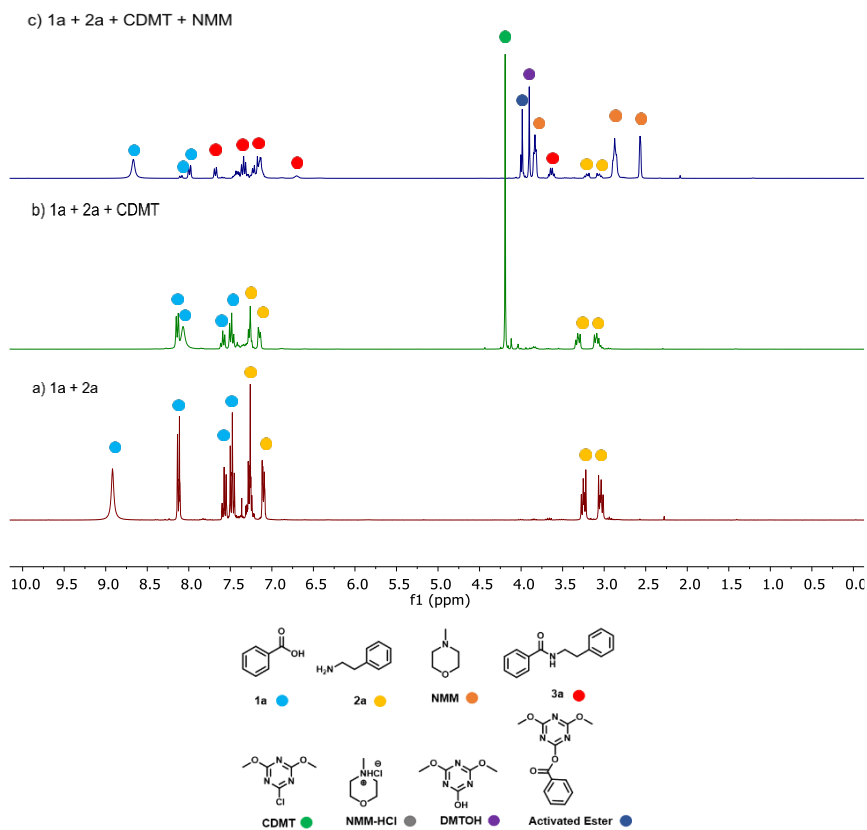 c) 1a + 2a + CDMT + NMM
b) 1a + 2a + CDMT
a) 1a + 2a
10.0 9.5 9.0 8.5 8.0 7.5 7.0 6.5 6.0 5.5 5.0 4.5 4.0 3.5 3.0 2.5 2.0 1.5 1.0 0.5 0.0
f1 (ppm)
O
OH
H₂N
N
O
O
N
H
1a 2a NMM 3a
O N O
N N
O
O
O N O
N N
Cl
N HCl
⊕ ⊖
O
O N O
N N
OH
CDMT NMM-HCl DMTOH Activated Ester